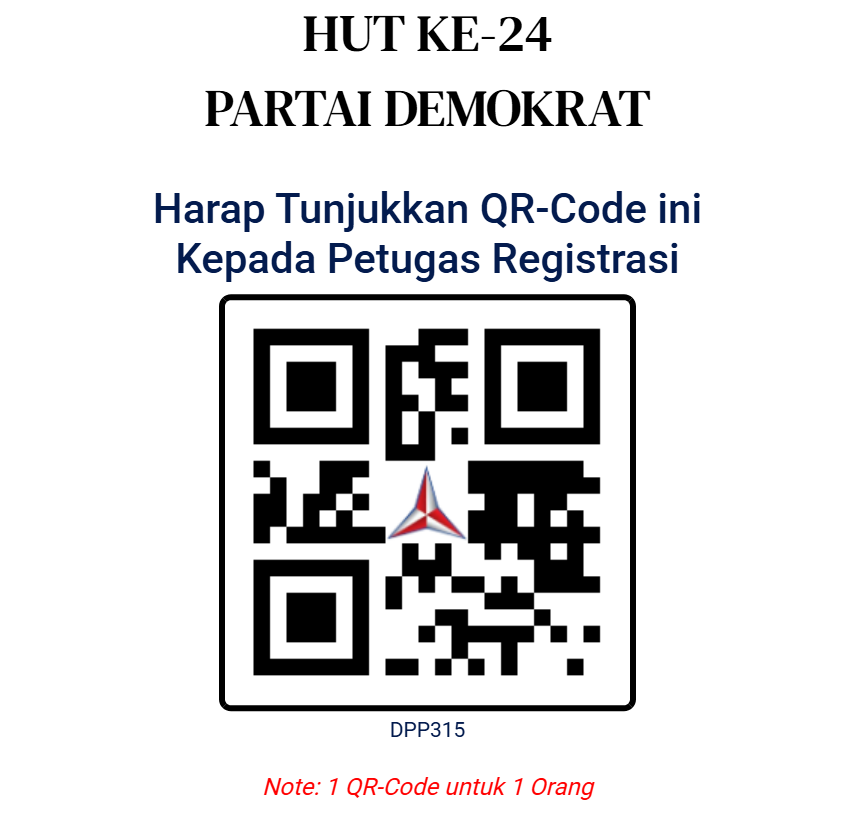 HUT KE-24
PARTAI DEMOKRAT
Harap Tunjukkan QR-Code ini
Kepada Petugas Registrasi
DPP315
Note: 1 QR-Code untuk 1 Orang